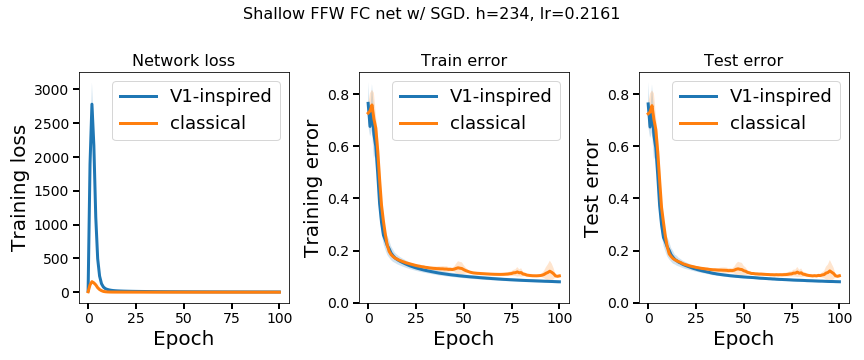 Shallow FFW FC net w/ SGD. h=234, lr=0.2161
Network loss
Train error
Test error
Training loss
3000
2500
2000
1500
1000
500
0
V1-inspired
classical
0
25
50
75
100
Epoch
Training error
0.8
0.6
0.4
0.2
0.0
V1-inspired
classical
0
25
50
75
100
Epoch
Test error
0.8
0.6
0.4
0.2
0.0
V1-inspired
classical
0
25
50
75
100
Epoch